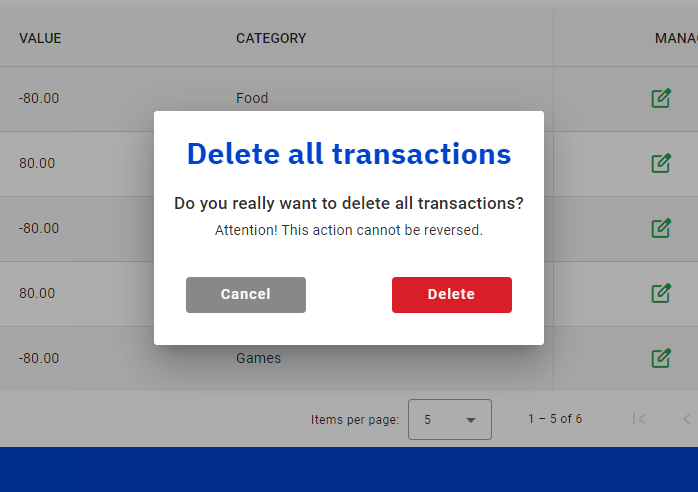 VALUE CATEGORY MANA
-80.00 Food
80.00
-80.00
80.00
-80.00 Games
Delete all transactions
Do you really want to delete all transactions?
Attention! This action cannot be reversed.
Cancel Delete
Items per page: 5 1 – 5 of 6